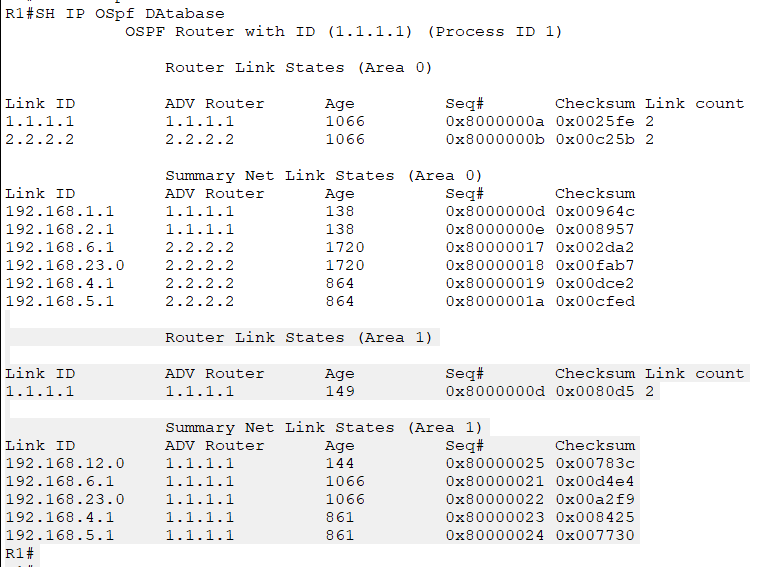 R1#SH IP OSpf DAtabase
OSPF Router with ID (1.1.1.1) (Process ID 1)
Router Link States (Area 0)
Link ID ADV Router Age Seq# Checksum Link count
1.1.1.1 1.1.1.1 1066 0x8000000a 0x0025fe 2
2.2.2.2 2.2.2.2 1066 0x8000000b 0x00c25b 2
Summary Net Link States (Area 0)
Link ID ADV Router Age Seq# Checksum
192.168.1.1 1.1.1.1 138 0x8000000d 0x00964c
192.168.2.1 1.1.1.1 138 0x8000000e 0x008957
192.168.6.1 2.2.2.2 1720 0x80000017 0x002da2
192.168.23.0 2.2.2.2 1720 0x80000018 0x00fab7
192.168.4.1 2.2.2.2 864 0x80000019 0x00dce2
192.168.5.1 2.2.2.2 864 0x8000001a 0x00cfed
Router Link States (Area 1)
Link ID ADV Router Age Seq# Checksum Link count
1.1.1.1 1.1.1.1 149 0x8000000d 0x0080d5 2
Summary Net Link States (Area 1)
Link ID ADV Router Age Seq# Checksum
192.168.12.0 1.1.1.1 144 0x80000025 0x00783c
192.168.6.1 1.1.1.1 1066 0x80000021 0x00d4e4
192.168.23.0 1.1.1.1 1066 0x80000022 0x00a2f9
192.168.4.1 1.1.1.1 861 0x80000023 0x008425
192.168.5.1 1.1.1.1 861 0x80000024 0x007730
R1#